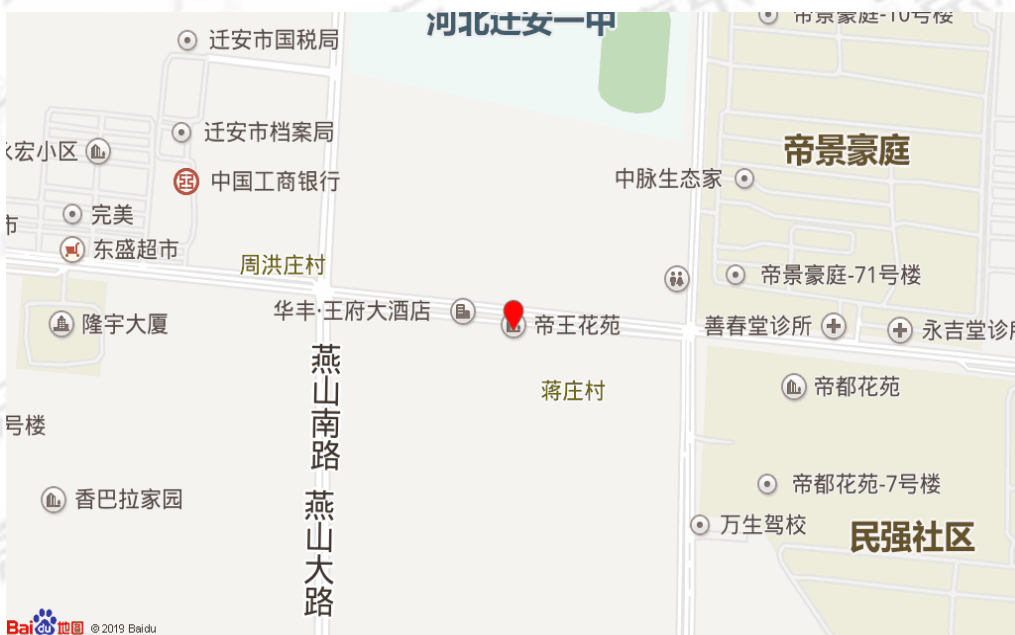 河北迁安一中
帝景豪庭-10号楼
迁安市国税局
迁安市档案局
宏小区
中国工商银行
帝景豪庭
中脉生态家
完美
市
东盛超市
周洪庄村
帝景豪庭-71号楼
华丰·王府大酒店
帝王花苑
善春堂诊所
永吉堂诊所
隆宇大厦
燕山南路
蒋庄村
帝都花苑
号楼
帝都花苑-7号楼
香巴拉家园
燕山大路
万生驾校
民强社区
Bai du 地图 © 2019 Baidu